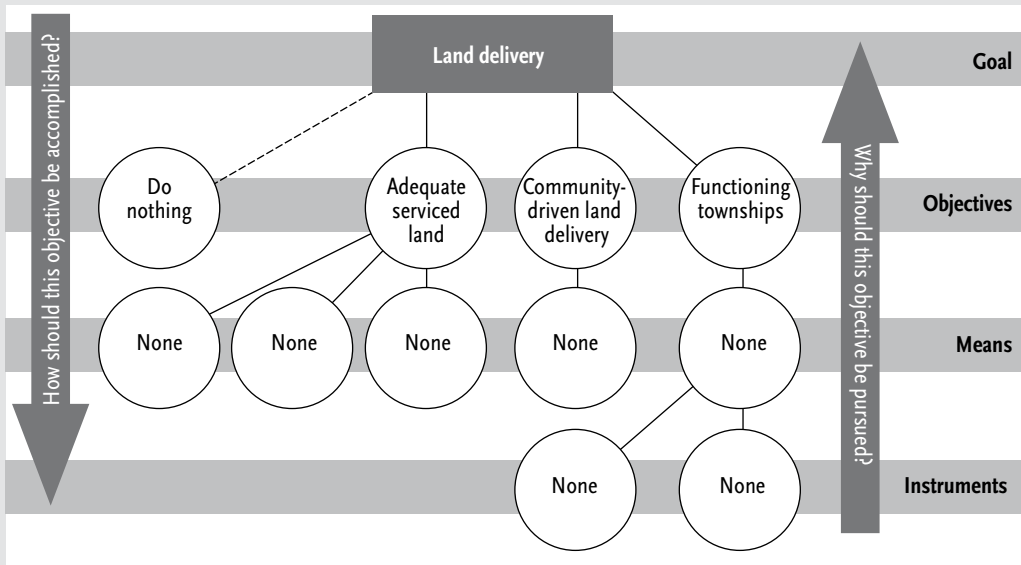 How should this objective be accomplished?
Land delivery
Goal
Do
nothing
Adequate
serviced
land
Community-
driven land
delivery
Functioning
townships
Objectives
Why should this objective be pursued?
None
None
None
None
None
Means
None
None
Instruments